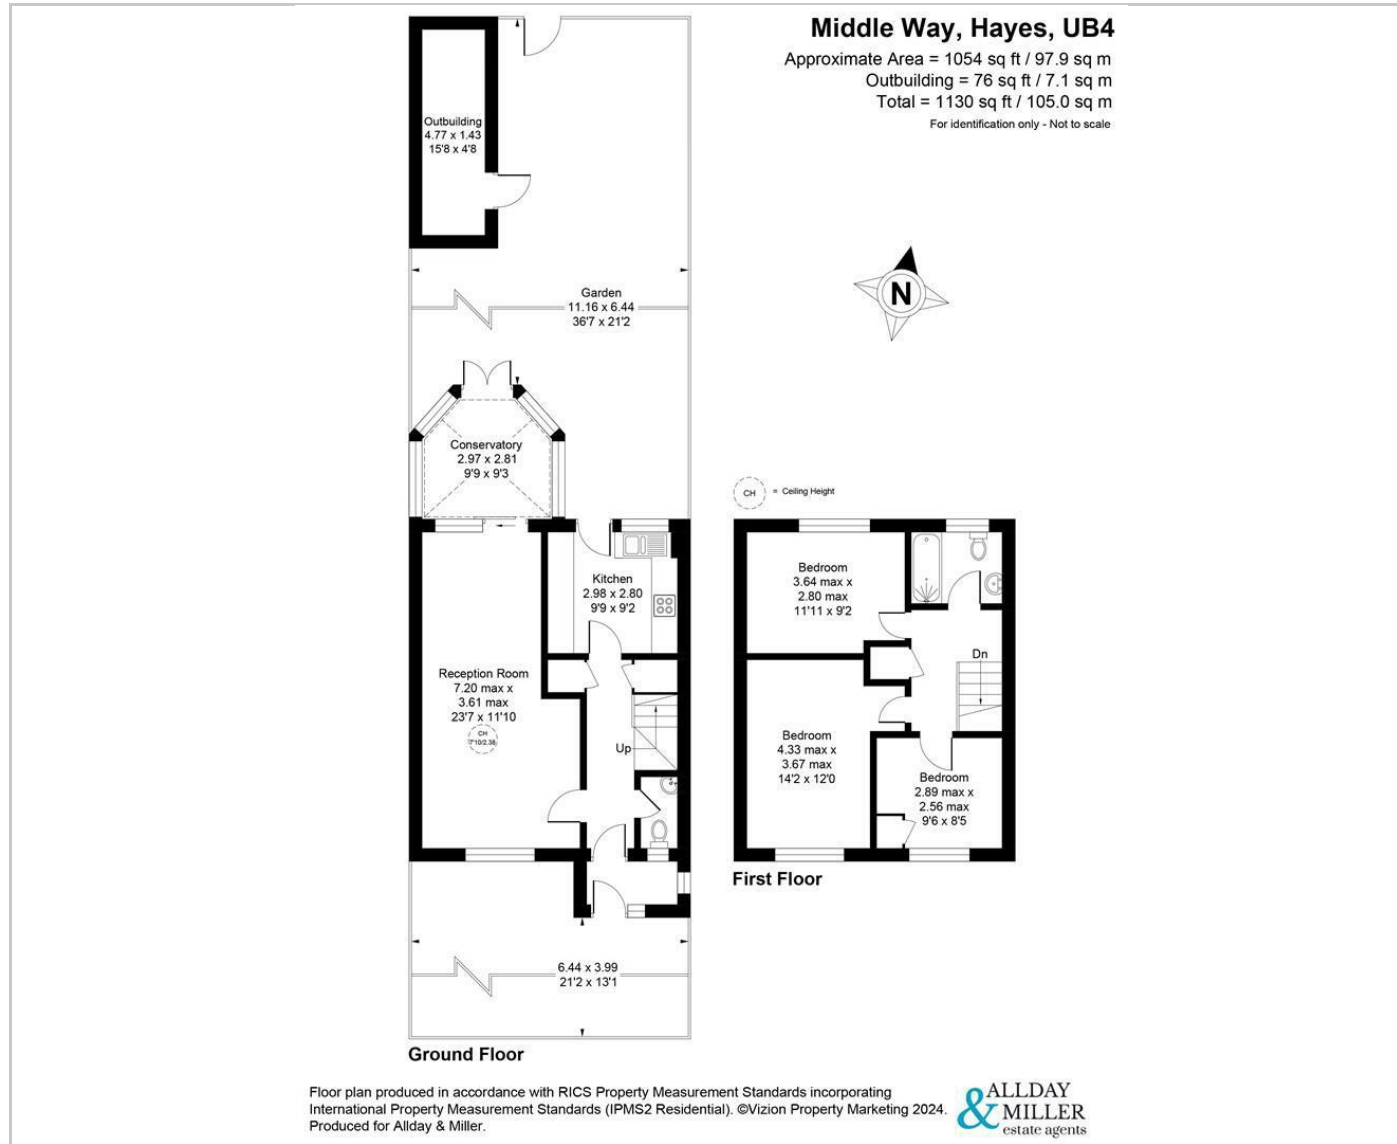 Middle Way, Hayes, UB4
Approximate Area = 1054 sq ft / 97.9 sq m
Outbuilding = 76 sq ft / 7.1 sq m
Total = 1130 sq ft / 105.0 sq m
For identification only - Not to scale
Outbuilding
4.77 x 1.43
15'8 x 4'8
N
Garden
11.16 x 6.44
36'7 x 21'2
Conservatory
2.97 x 2.81
9'9 x 9'3
Kitchen
2.98 x 2.80
9'9 x 9'2
Reception Room
7.20 max x
3.61 max
23'7 x 11'10
CH
7'10/2.38
Up
6.44 x 3.99
21'2 x 13'1
Ground Floor
CH = Ceiling Height
Bedroom
3.64 max x
2.80 max
11'11 x 9'2
Dn
Bedroom
4.33 max x
3.67 max
14'2 x 12'0
Bedroom
2.89 max x
2.56 max
9'6 x 8'5
First Floor
Floor plan produced in accordance with RICS Property Measurement Standards incorporating
International Property Measurement Standards (IPMS2 Residential). ©Vizion Property Marketing 2024.
Produced for Allday & Miller.
ALLDAY
& MILLER
estate agents